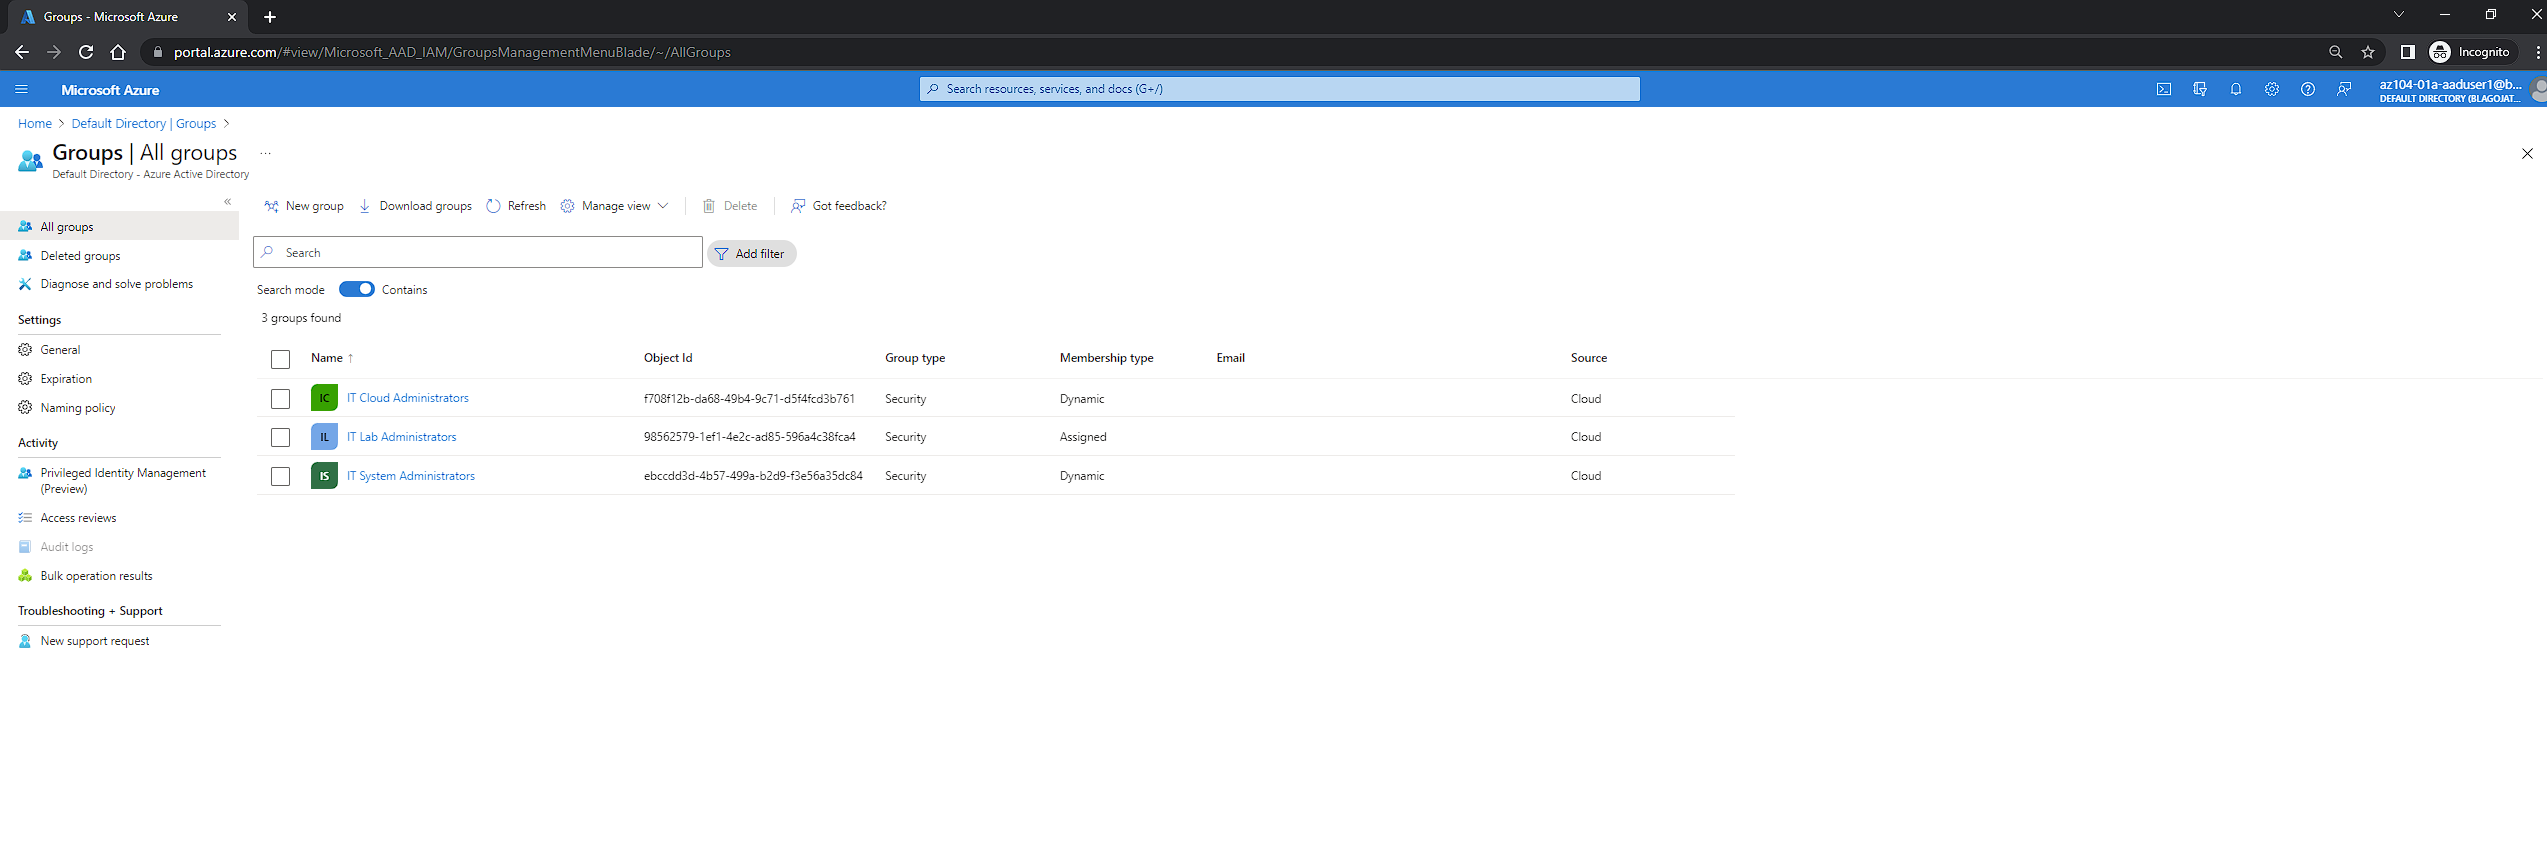 Groups - Microsoft Azure
portal.azure.com/#view/Microsoft_AAD_IAM/GroupsManagementMenuBlade/~/AllGroups
Incognito
Microsoft Azure
Search resources, services, and docs (G+/)
az104-01a-aaduser1@b...
DEFAULT DIRECTORY (BLAGOJAT...
Home > Default Directory | Groups >
Groups | All groups ...
Default Directory - Azure Active Directory
«
New group
Download groups
Refresh
Manage view
Delete
Got feedback?
All groups
Deleted groups
Diagnose and solve problems
Settings
General
Expiration
Naming policy
Activity
Privileged Identity Management
(Preview)
Access reviews
Audit logs
Bulk operation results
Troubleshooting + Support
New support request
Search
Add filter
Search mode Contains
3 groups found
Name ↑ Object Id Group type Membership type Email Source
IC IT Cloud Administrators f708f12b-da68-49b4-9c71-d5f4fcd3b761 Security Dynamic Cloud
IL IT Lab Administrators 98562579-1ef1-4e2c-ad85-596a4c38fca4 Security Assigned Cloud
IS IT System Administrators ebccdd3d-4b57-499a-b2d9-f3e56a35dc84 Security Dynamic Cloud